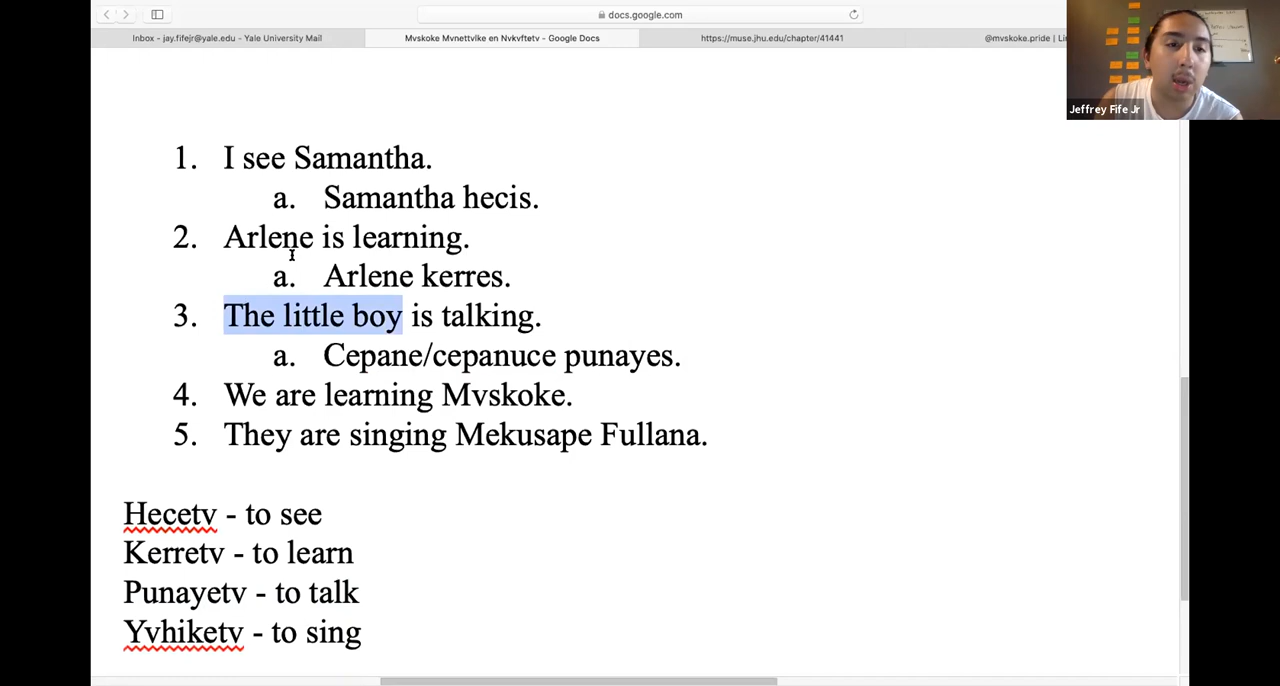 docs.google.com
Inbox - jay.fifejr@yale.edu - Yale University Mail
Mvskoke Mvnettvlke en Nvkvftetv - Google Docs
https://muse.jhu.edu/chapter/41441
@mvskoke.pride | Lin
Jeffrey Fife Jr
1. I see Samantha.
a. Samantha hecis.
2. Arlene is learning.
a. Arlene kerres.
3. The little boy is talking.
a. Cepane/cepanuce punayes.
4. We are learning Mvskoke.
5. They are singing Mekusape Fullana.
Hecetv - to see
Kerretv - to learn
Punayetv - to talk
Yvhiketv - to sing